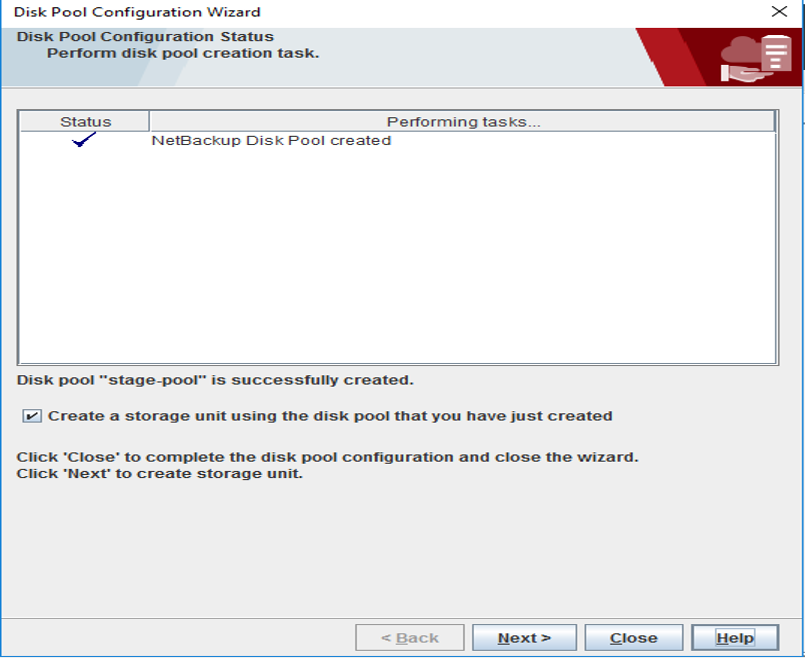 Disk Pool Configuration Wizard
Disk Pool Configuration Status
Perform disk pool creation task.
Status Performing tasks...
NetBackup Disk Pool created
Disk pool "stage-pool" is successfully created.
Create a storage unit using the disk pool that you have just created
Click 'Close' to complete the disk pool configuration and close the wizard.
Click 'Next' to create storage unit.
< Back Next > Close Help